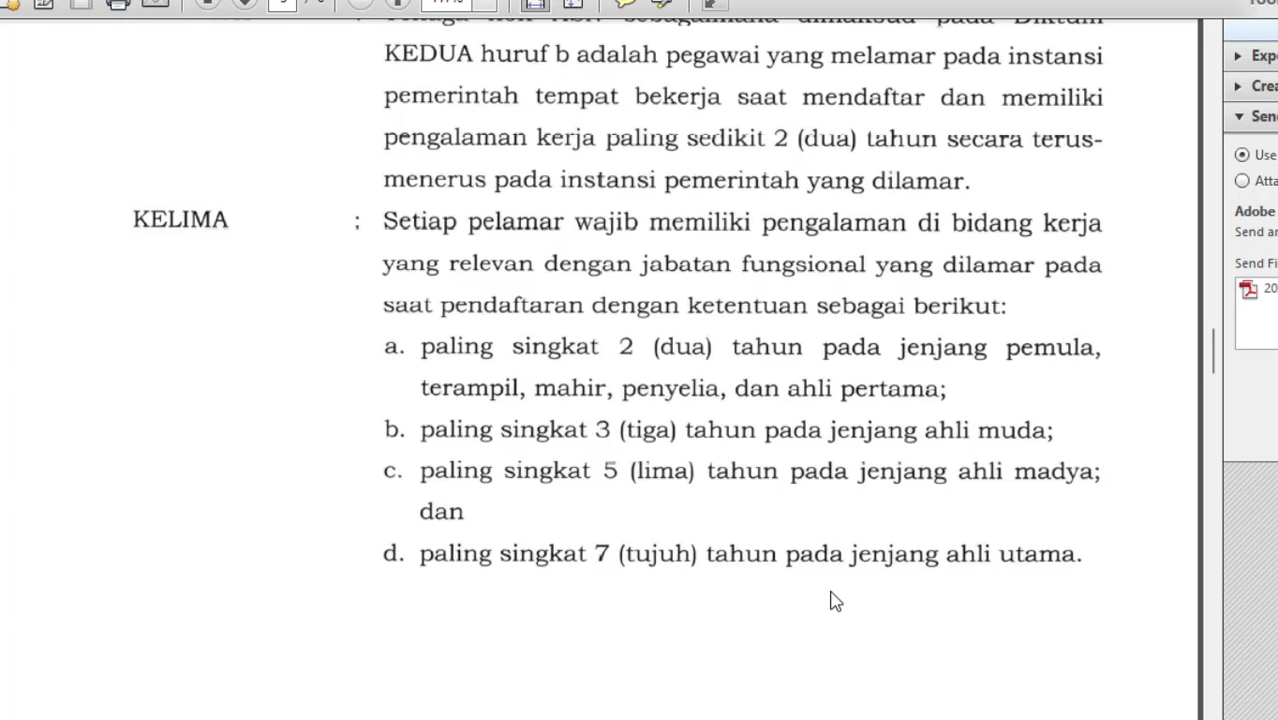 KEDUA huruf b adalah pegawai yang melamar pada instansi
pemerintah tempat bekerja saat mendaftar dan memiliki
pengalaman kerja paling sedikit 2 (dua) tahun secara terus-
menerus pada instansi pemerintah yang dilamar.
KELIMA : Setiap pelamar wajib memiliki pengalaman di bidang kerja
yang relevan dengan jabatan fungsional yang dilamar pada
saat pendaftaran dengan ketentuan sebagai berikut:
a. paling singkat 2 (dua) tahun pada jenjang pemula,
terampil, mahir, penyelia, dan ahli pertama;
b. paling singkat 3 (tiga) tahun pada jenjang ahli muda;
c. paling singkat 5 (lima) tahun pada jenjang ahli madya;
dan
d. paling singkat 7 (tujuh) tahun pada jenjang ahli utama.
Use
Adobe